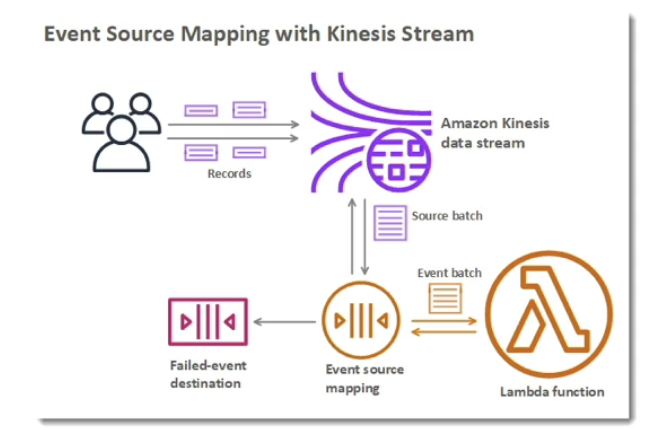 Event Source Mapping with Kinesis Stream
Amazon Kinesis
data stream
Records
Source batch
Event batch
Failed-event
destination
Event source
mapping
Lambda function